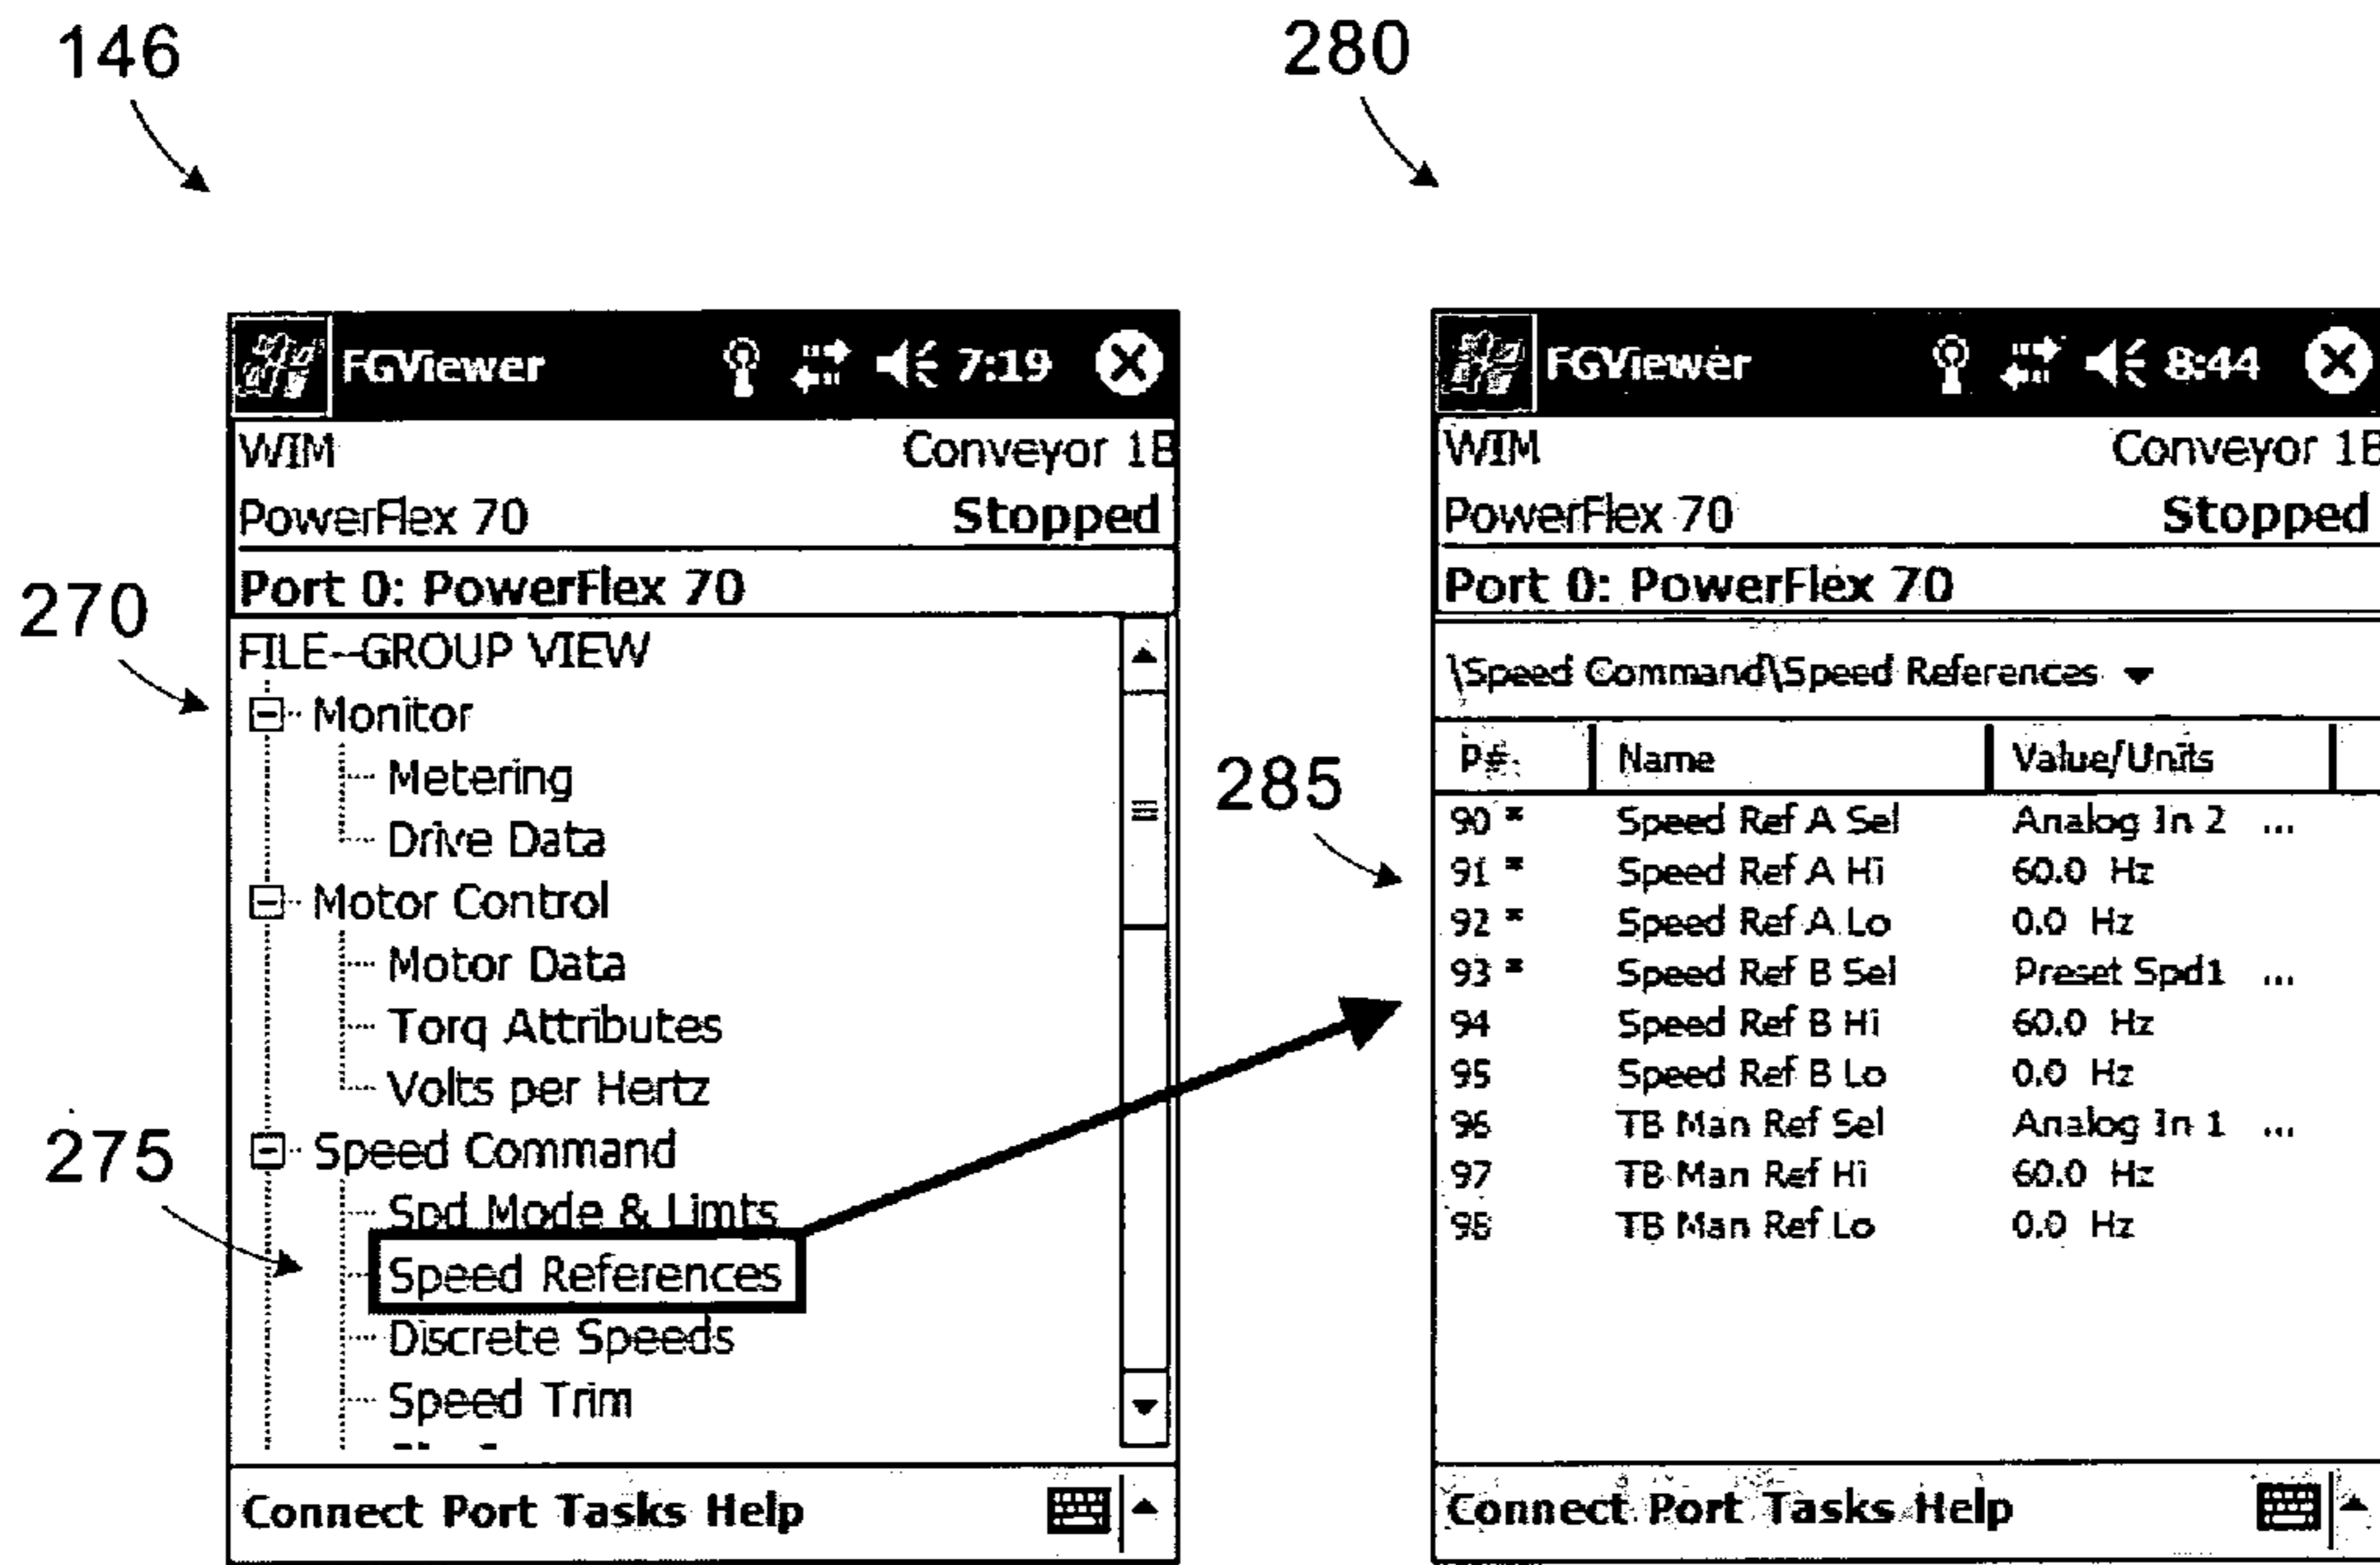 146
280
FGViewer 7:19
WIM Conveyor 1B
PowerFlex 70 Stopped
Port 0: PowerFlex 70
270
FILE--GROUP VIEW
Monitor
Metering
Drive Data
Motor Control
Motor Data
Torq Attributes
Volts per Hertz
275
Speed Command
Spd Mode & Limts
Speed References
Discrete Speeds
Speed Trim
Connect Port Tasks Help
FGViewer 8:44
WIM Conveyor 1B
PowerFlex 70 Stopped
Port 0: PowerFlex 70
\Speed Command\Speed References
285
P# Name Value/Units
90 * Speed Ref A Sel Analog In 2 ...
91 * Speed Ref A Hi 60.0 Hz
92 * Speed Ref A Lo 0.0 Hz
93 * Speed Ref B Sel Preset Spd1 ...
94 Speed Ref B Hi 60.0 Hz
95 Speed Ref B Lo 0.0 Hz
96 TB Man Ref Sel Analog In 1 ...
97 TB Man Ref Hi 60.0 Hz
98 TB Man Ref Lo 0.0 Hz
Connect Port Tasks Help